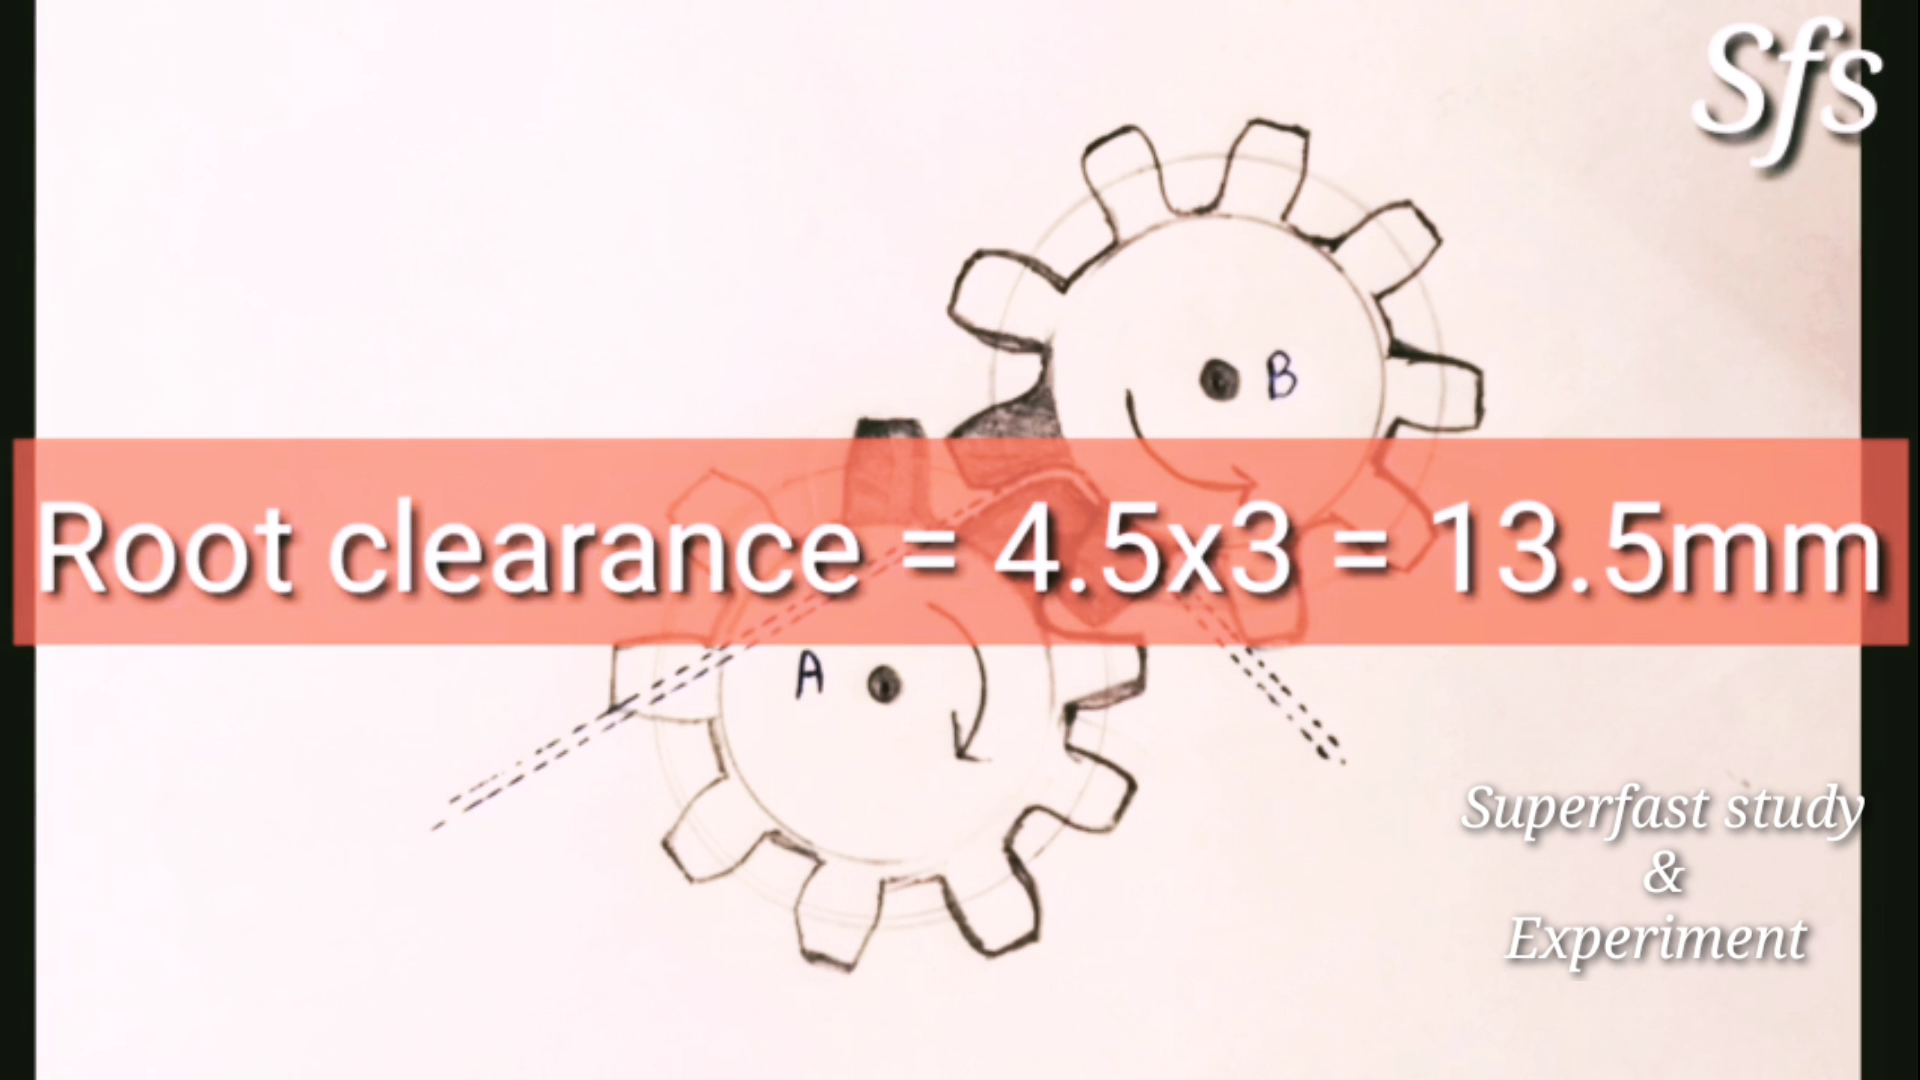 Sfs
B
Root clearance = 4.5x3 = 13.5mm
A
Superfast study
&
Experiment